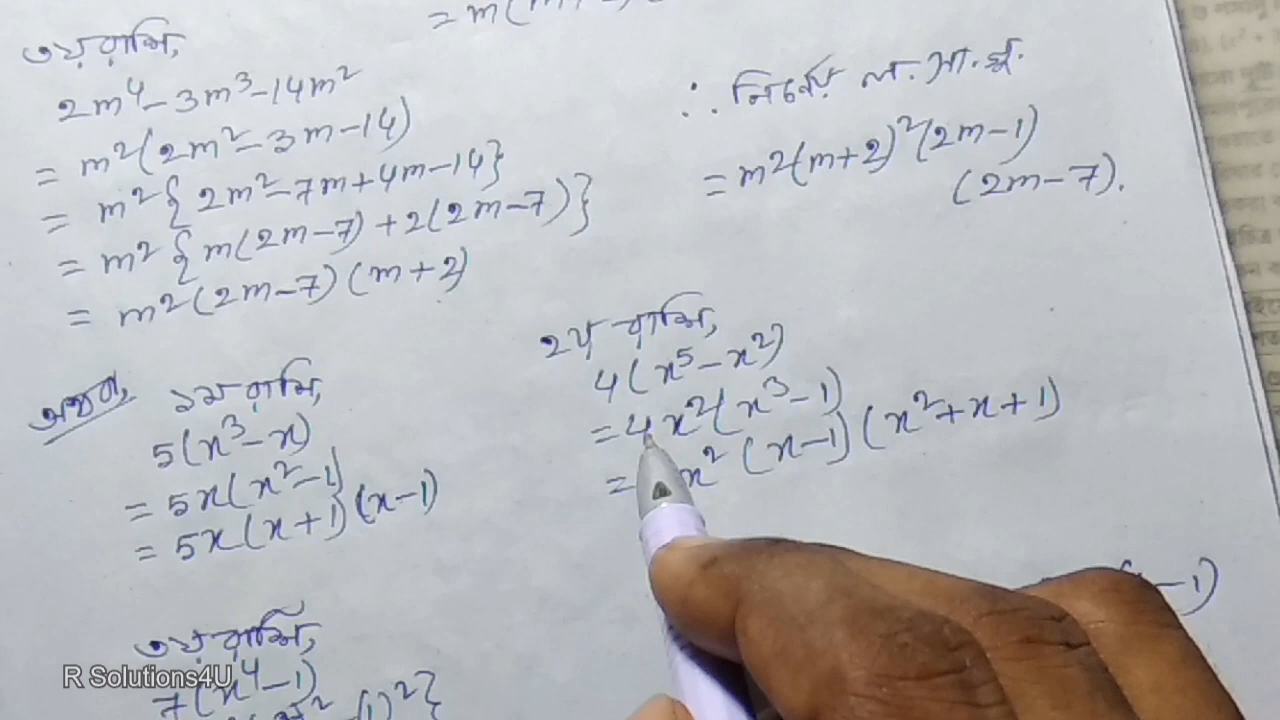 = m(m
৩য় রাশি,
2m⁴-3m³-14m²
= m²(2m²-3m-14)
= m²{2m²-7m+4m-14}
= m²{m(2m-7)+2(2m-7)}
= m²(2m-7)(m+2)
∴ নির্ণেয় ল.সা.গু.
= m²(m+2)²(2m-1)
(2m-7).
অথবা, ১ম রাশি,
5(x³-x)
= 5x(x²-1)
= 5x(x+1)(x-1)
২য় রাশি,
4(x⁵-x²)
= 4x²(x³-1)
= x²(x-1)(x²+x+1)
৩য় রাশি,
7(x⁴-1)
-1)
R Solutions4U